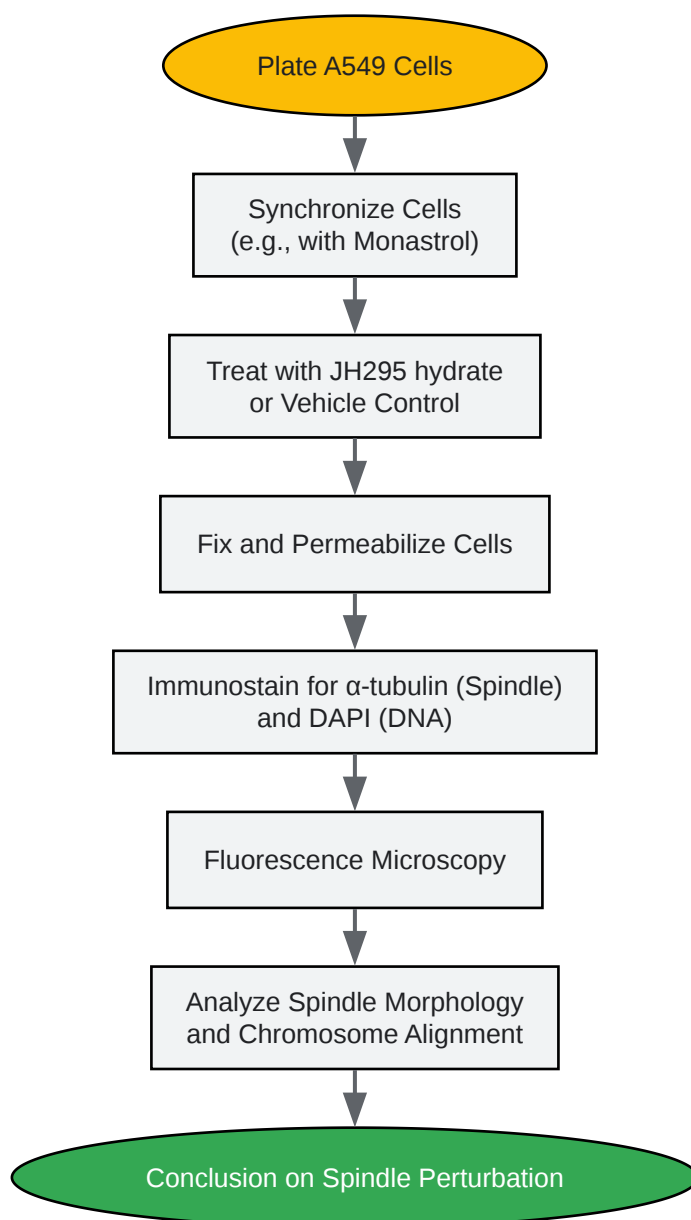 Plate A549 Cells
Synchronize Cells
(e.g., with Monastrol)
Treat with JH295 hydrate
or Vehicle Control
Fix and Permeabilize Cells
Immunostain for α-tubulin (Spindle)
and DAPI (DNA)
Fluorescence Microscopy
Analyze Spindle Morphology
and Chromosome Alignment
Conclusion on Spindle Perturbation